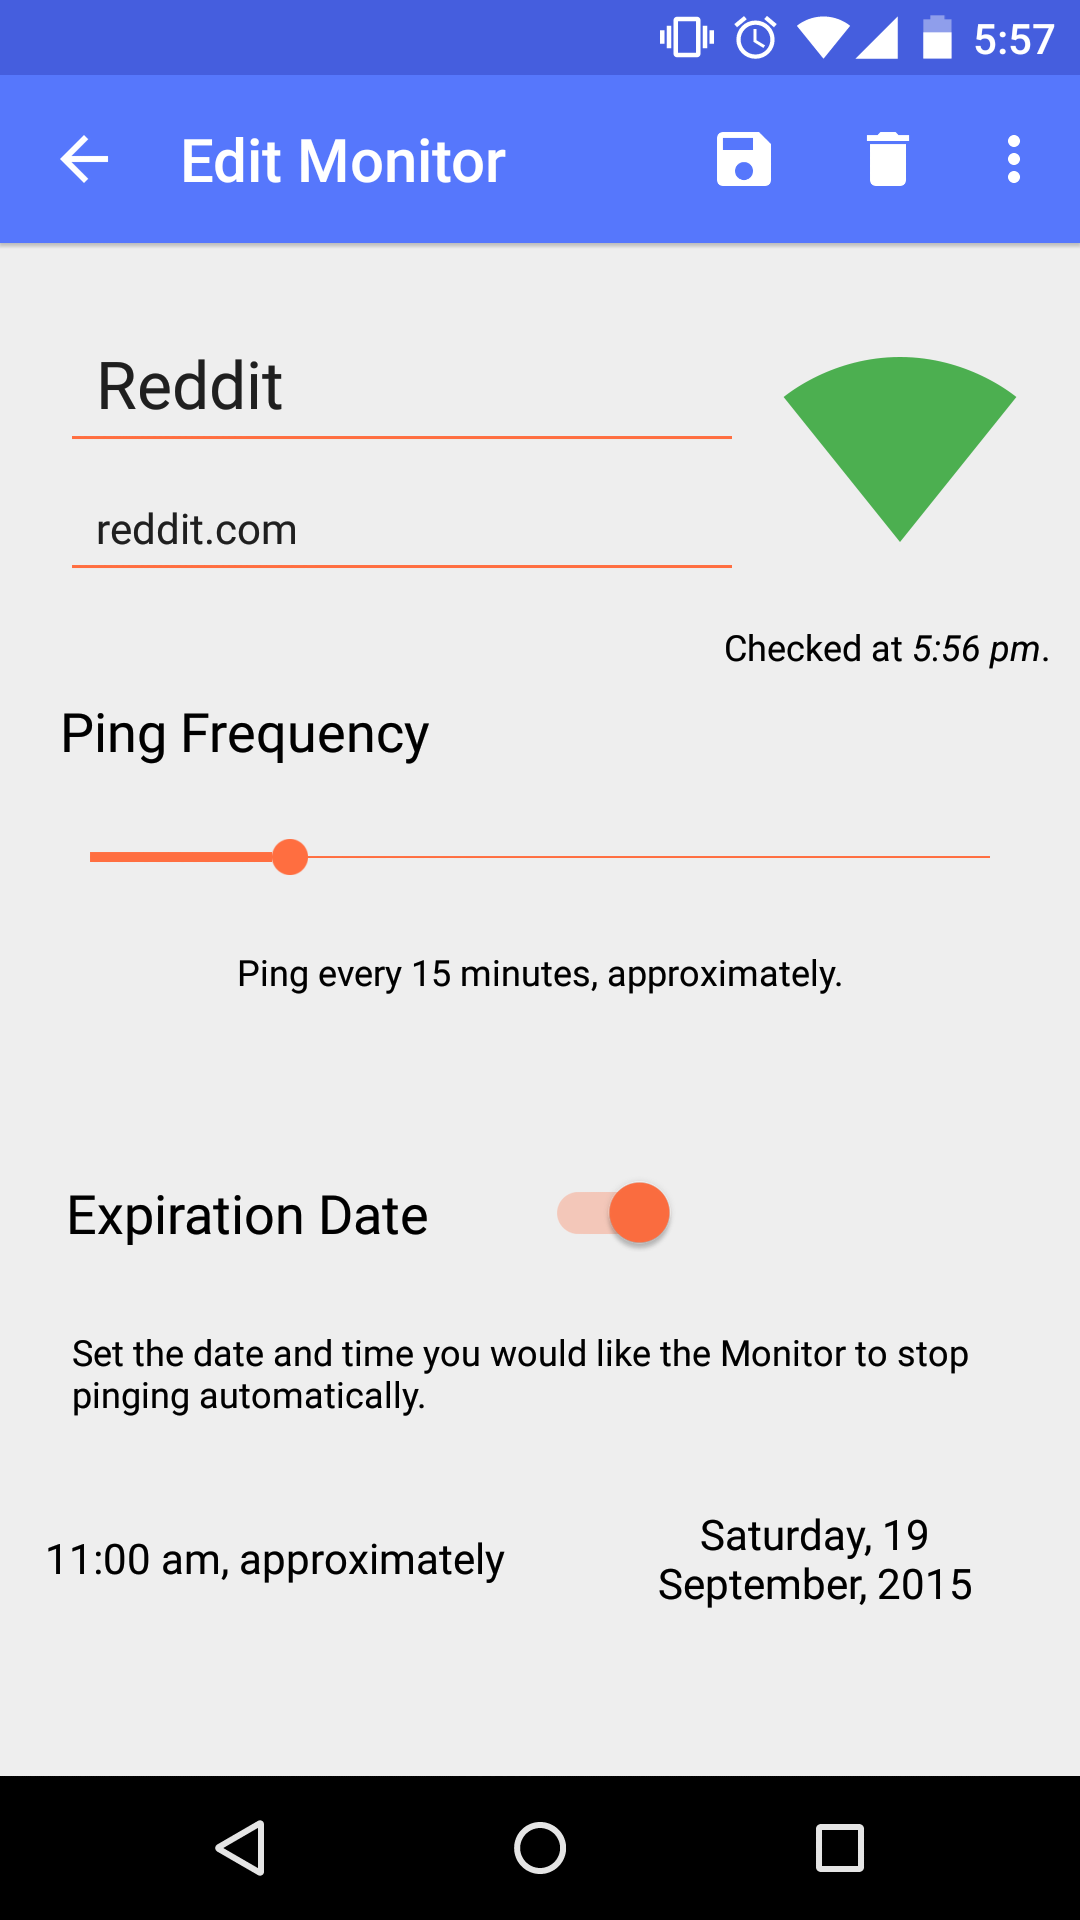 5:57
Edit Monitor
Reddit
reddit.com
Checked at 5:56 pm.
Ping Frequency
Ping every 15 minutes, approximately.
Expiration Date
Set the date and time you would like the Monitor to stop
pinging automatically.
11:00 am, approximately
Saturday, 19
September, 2015